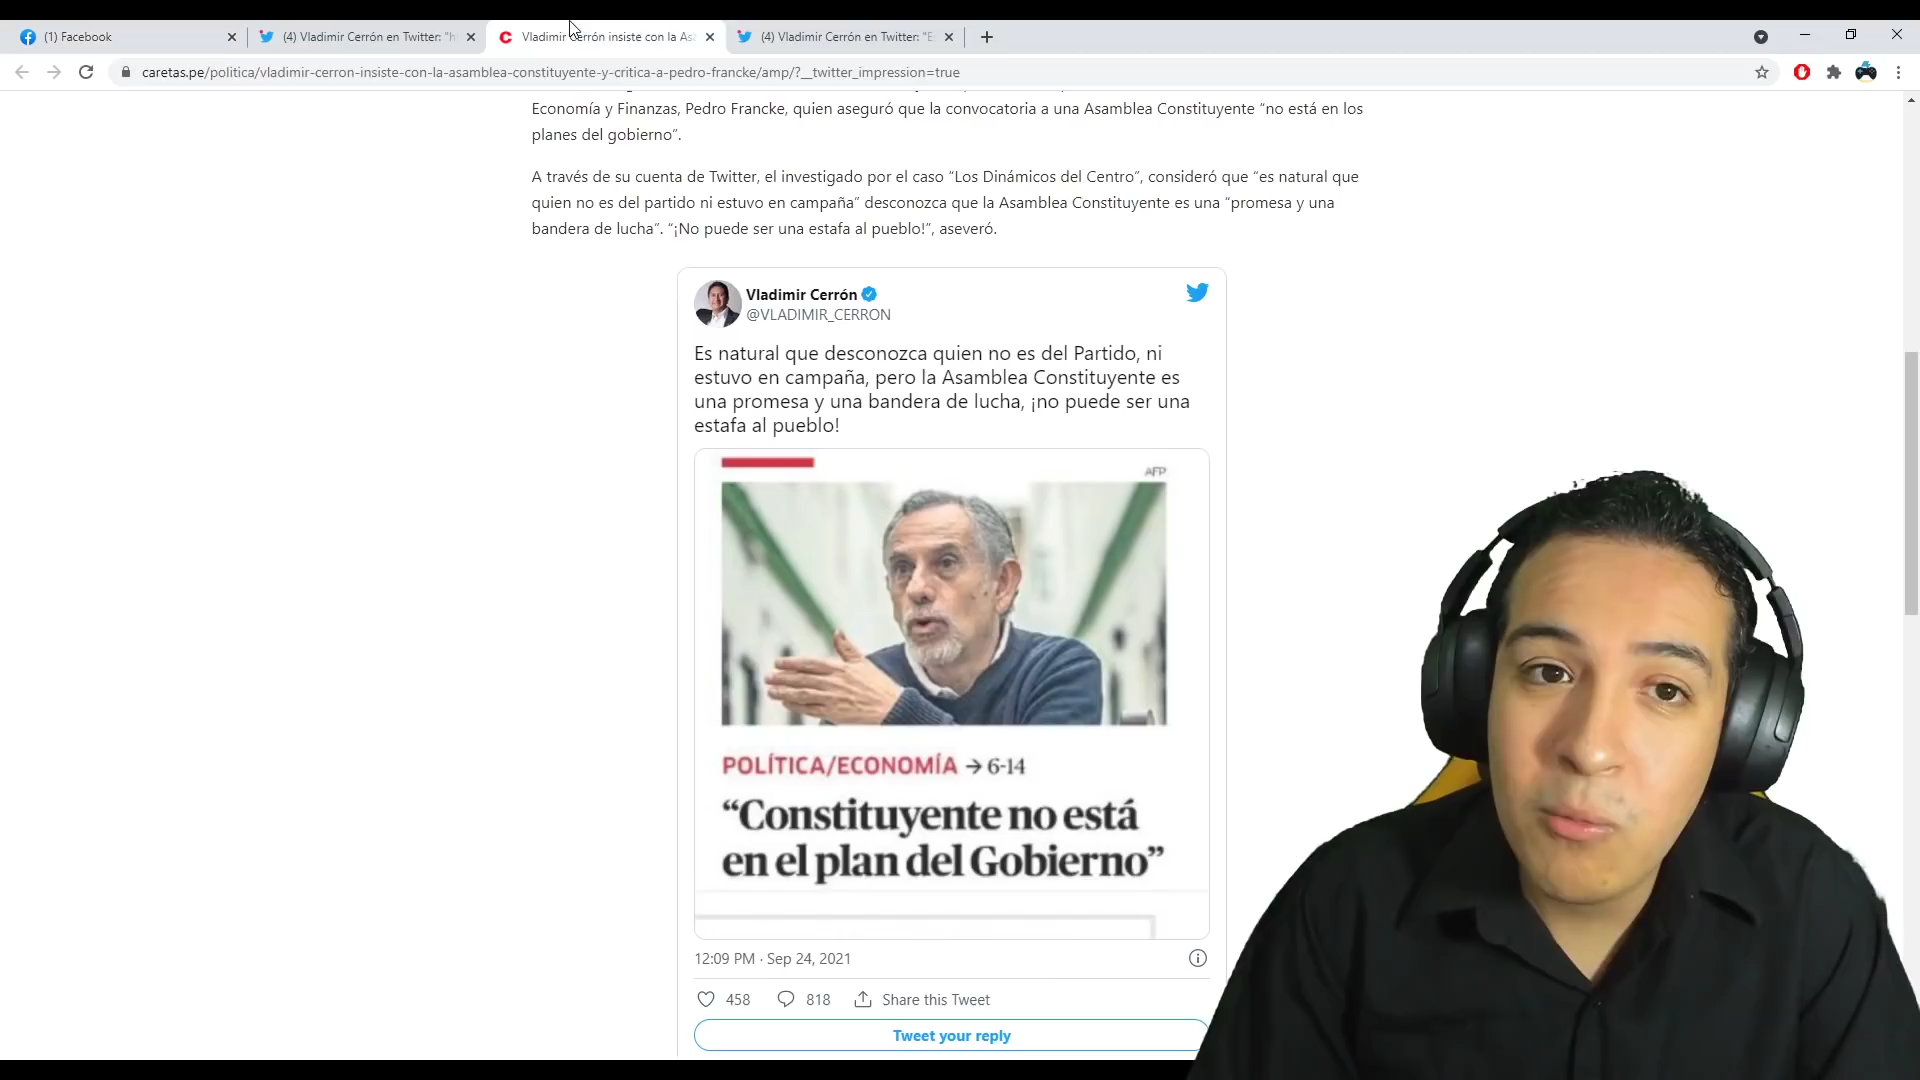 (1) Facebook
(4) Vladimir Cerrón en Twitter: "h
Vladimir Cerrón insiste con la Asa
(4) Vladimir Cerrón en Twitter: "E
caretas.pe/politica/vladimir-cerron-insiste-con-la-asamblea-constituyente-y-critica-a-pedro-francke/amp/?__twitter_impression=true
Economía y Finanzas, Pedro Francke, quien aseguró que la convocatoria a una Asamblea Constituyente “no está en los
planes del gobierno”.
A través de su cuenta de Twitter, el investigado por el caso “Los Dinámicos del Centro”, consideró que “es natural que
quien no es del partido ni estuvo en campaña” desconozca que la Asamblea Constituyente es una “promesa y una
bandera de lucha”. “¡No puede ser una estafa al pueblo!”, aseveró.
Vladimir Cerrón
@VLADIMIR_CERRON
Es natural que desconozca quien no es del Partido, ni
estuvo en campaña, pero la Asamblea Constituyente es
una promesa y una bandera de lucha, ¡no puede ser una
estafa al pueblo!
AFP
POLÍTICA/ECONOMÍA → 6-14
“Constituyente no está
en el plan del Gobierno”
12:09 PM · Sep 24, 2021
458 818 Share this Tweet
Tweet your reply